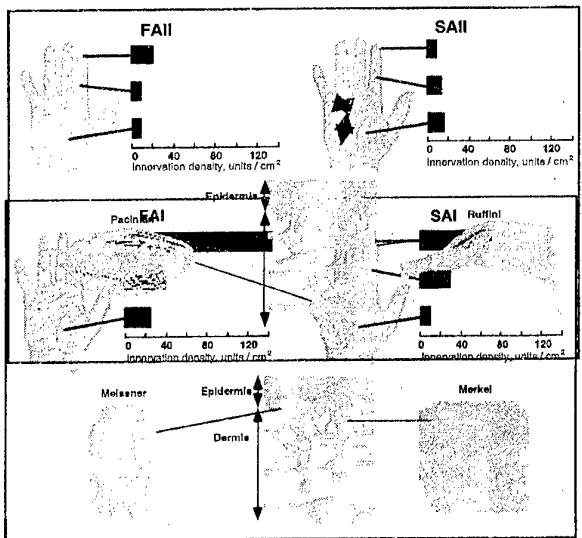 FAII
SAII
0 40 80 120
Innervation density, units / cm2
0 40 80 120
Innervation density, units / cm2
Epidermis
FAI
SAI
Ruffini
0 40 80 120
Innervation density, units / cm2
0 40 80 120
Innervation density, units / cm2
Meissner
Epidermis
Merkel
Dermis